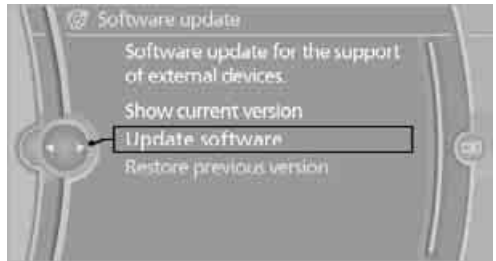 Software update
Software update for the support
of external devices.
Show current version
Update software
Restore previous version